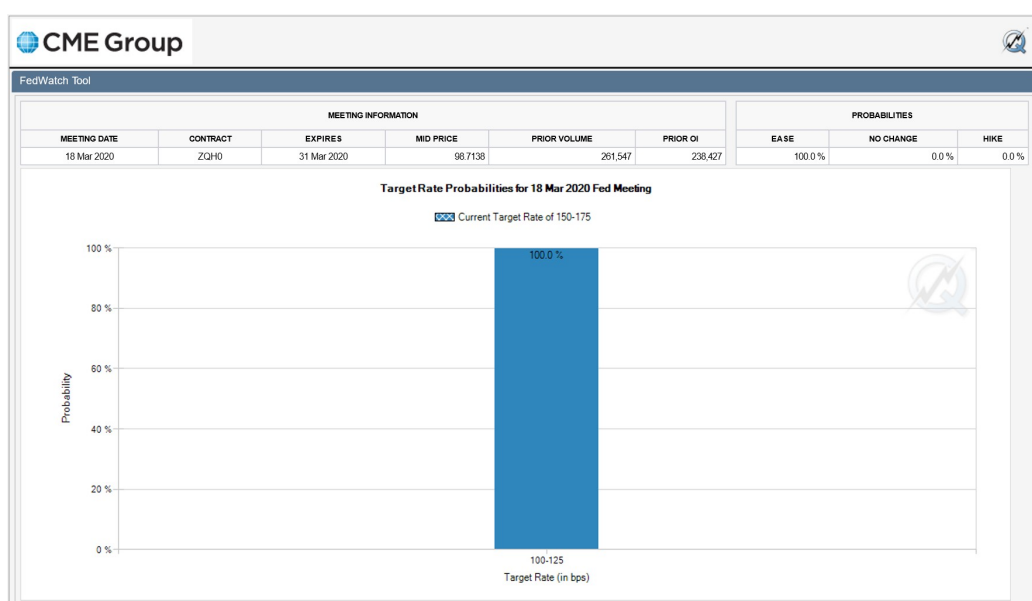 CME Group
FedWatch Tool
MEETING INFORMATION
PROBABILITIES
MEETING DATE CONTRACT EXPIRES MID PRICE PRIOR VOLUME PRIOR OI EASE NO CHANGE HIKE
18 Mar 2020 ZQH0 31 Mar 2020 98.7138 261,547 238,427 100.0 % 0.0 % 0.0 %
Target Rate Probabilities for 18 Mar 2020 Fed Meeting
Current Target Rate of 150-175
100 %
100.0 %
80 %
60 %
Probability
40 %
20 %
0 %
100-125
Target Rate (in bps)